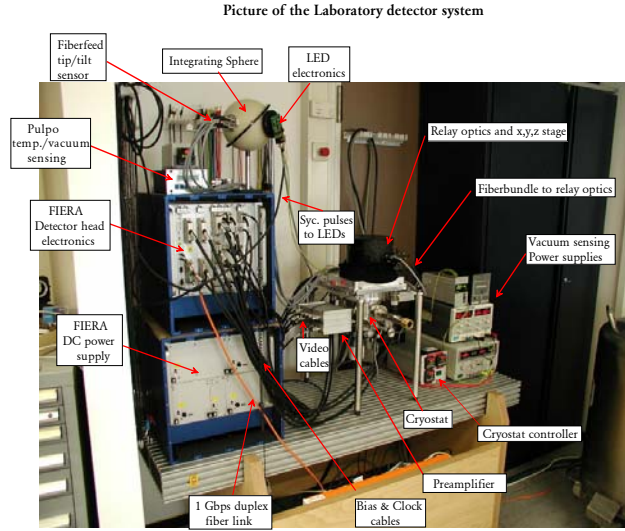 Picture of the Laboratory detector system
Fiberfeed
tip/tilt
sensor
Integrating Sphere
LED
electronics
Pulpo
temp./vacuum
sensing
Relay optics and x,y,z stage
Fiberbundle to relay optics
FIERA
Detector head
electronics
Syc. pulses
to LEDs
Vacuum sensing
Power supplies
FIERA
DC power
supply
Video
cables
Cryostat
Cryostat controller
Preamplifier
1 Gbps duplex
fiber link
Bias & Clock
cables